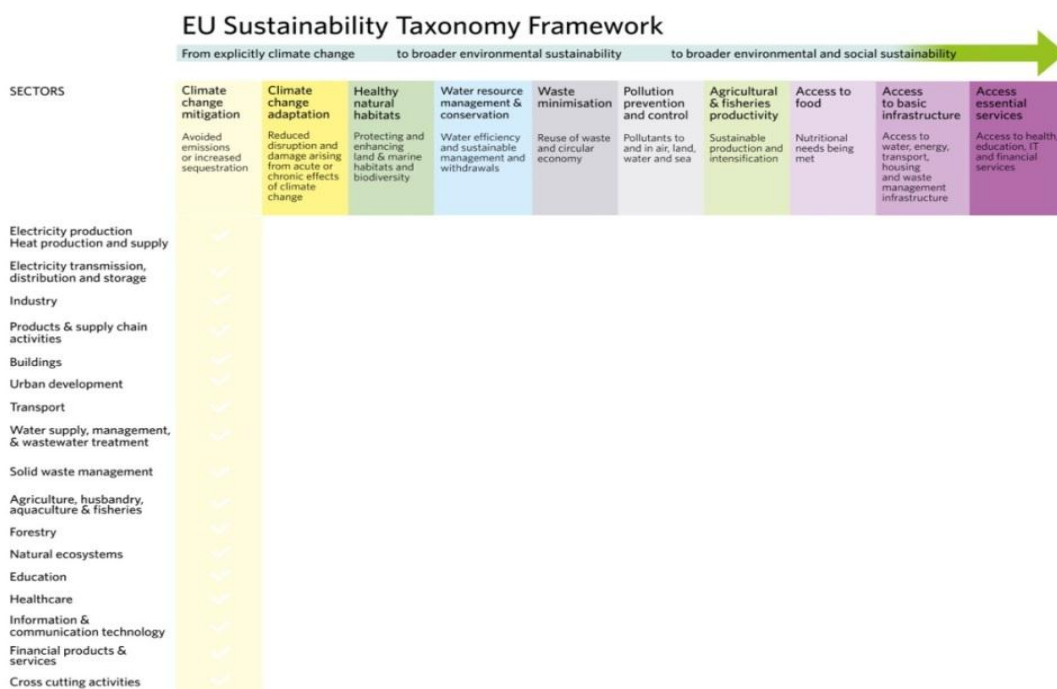 EU Sustainability Taxonomy Framework
From explicitly climate change to broader environmental sustainability to broader environmental and social sustainability
SECTORS
Climate
change
mitigation
Avoided
emissions
or increased
sequestration
Climate
change
adaptation
Reduced
disruption and
damage arising
from acute or
chronic effects
of climate
change
Healthy
natural
habitats
Protecting and
enhancing
land & marine
habitats and
biodiversity
Water resource
management &
conservation
Water efficiency
and sustainable
management and
withdrawals
Waste
minimisation
Reuse of waste
and circular
economy
Pollution
prevention
and control
Pollutants to
and in air, land,
water and sea
Agricultural
& fisheries
productivity
Sustainable
production and
intensification
Access to
food
Nutritional
needs being
met
Access
to basic
infrastructure
Access to
water, energy,
transport,
housing
and waste
management
infrastructure
Access
essential
services
Access to health,
education, IT
and financial
services
Electricity production
Heat production and supply
Electricity transmission,
distribution and storage
Industry
Products & supply chain
activities
Buildings
Urban development
Transport
Water supply, management,
& wastewater treatment
Solid waste management
Agriculture, husbandry,
aquaculture & fisheries
Forestry
Natural ecosystems
Education
Healthcare
Information &
communication technology
Financial products &
services
Cross cutting activities